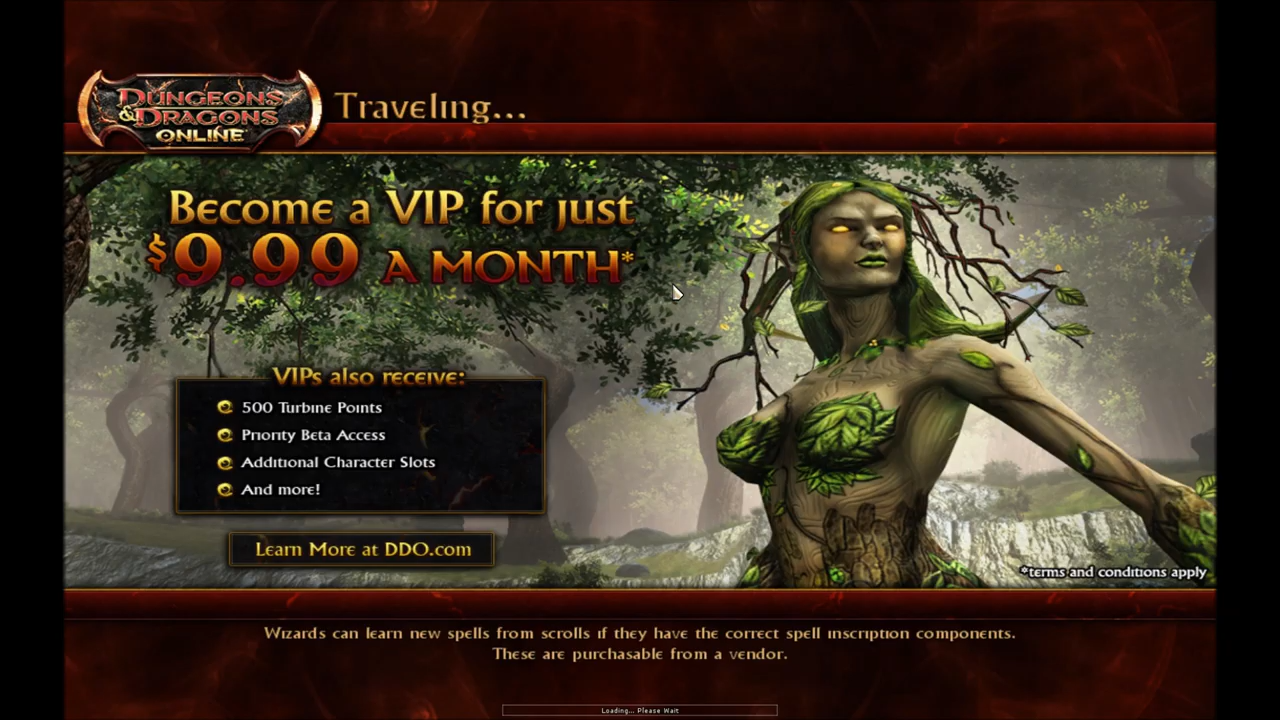 DUNGEONS
& DRAGONS
ONLINE
Traveling...
Become a VIP for just
$9.99 A MONTH*
VIPs also receive:
500 Turbine Points
Priority Beta Access
Additional Character Slots
And more!
Learn More at DDO.com
*terms and conditions apply
Wizards can learn new spells from scrolls if they have the correct spell inscription components.
These are purchasable from a vendor.
Loading... Please Wait